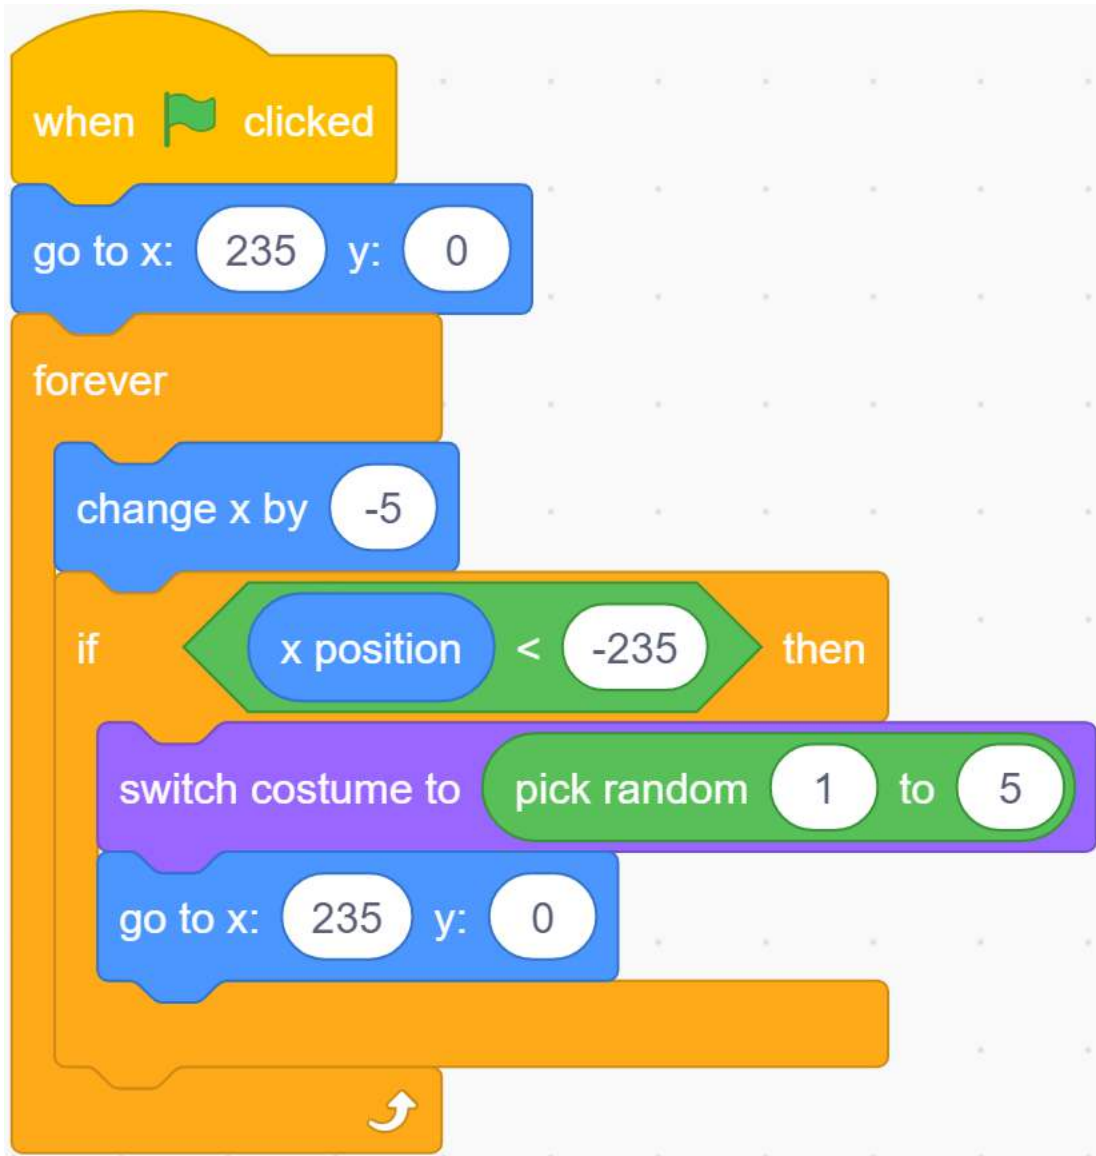 when clicked
go to x: 235 y: 0
forever
change x by -5
if x position < -235 then
switch costume to pick random 1 to 5
go to x: 235 y: 0